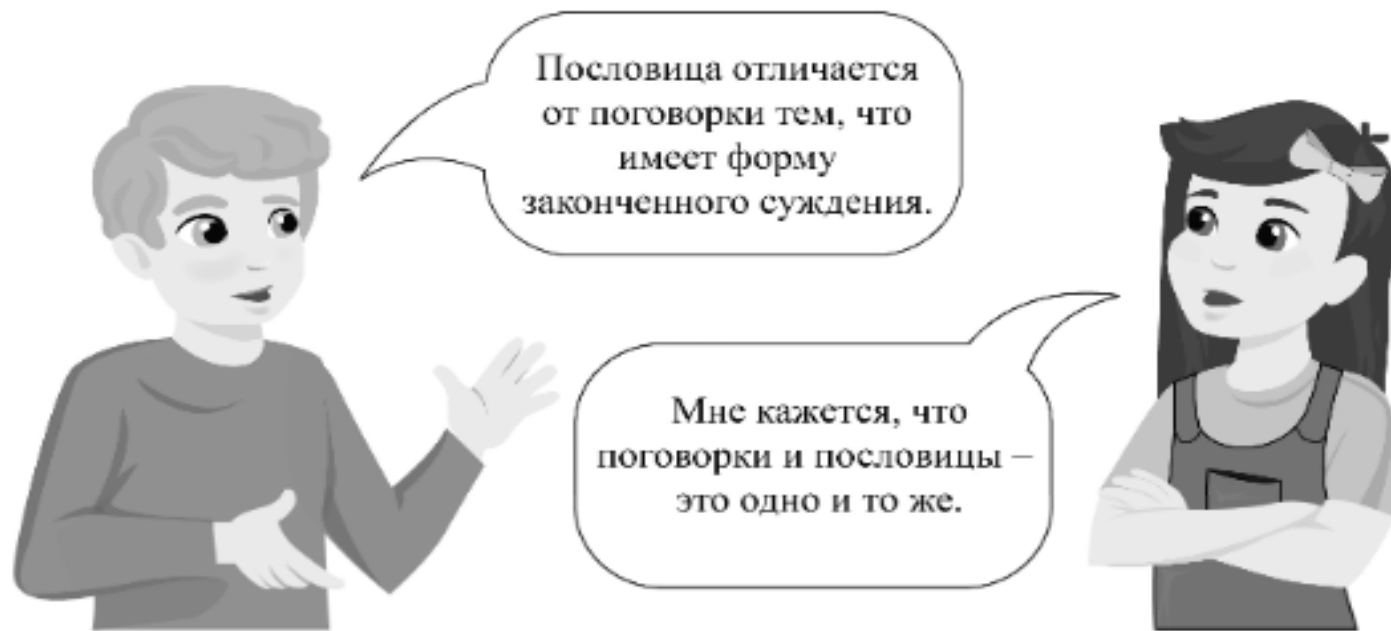 Пословица отличается
от поговорки тем, что
имеет форму
законченного суждения.
Мне кажется, что
поговорки и пословицы –
это одно и то же.